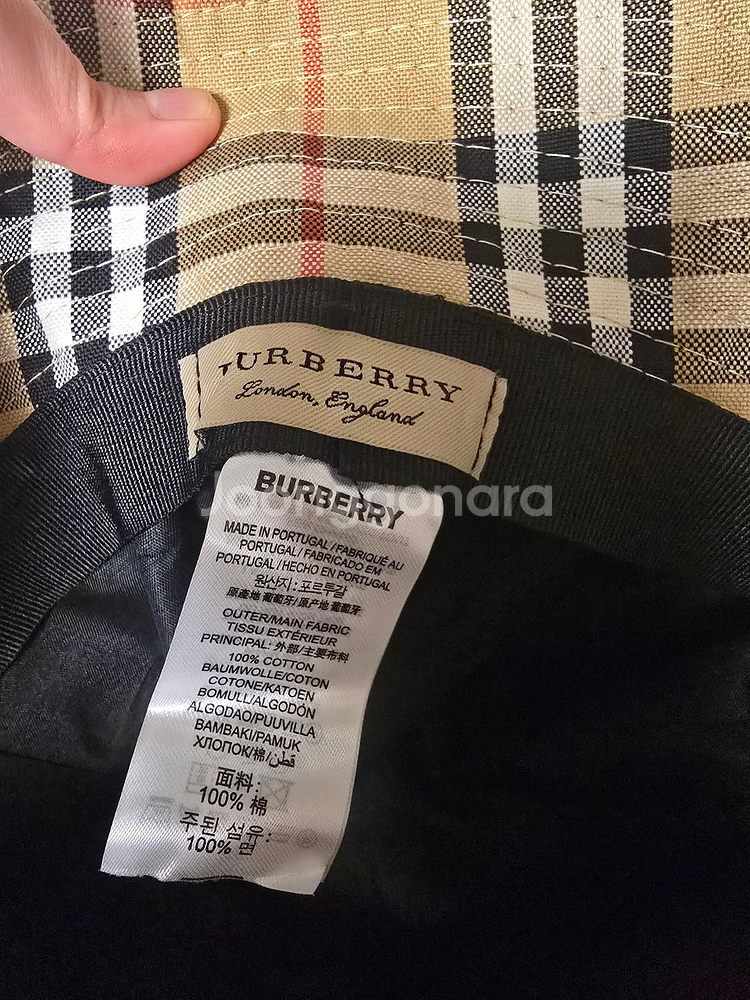 BURBERRY
London, England
Joonggonara
BURBERRY
MADE IN PORTUGAL/FABRIQUÉ AU
PORTUGAL/FABRICADO EM
PORTUGAL/HECHO EN PORTUGAL
원산지: 포르투갈
原產地 葡萄牙/原产地 葡萄牙
OUTER/MAIN FABRIC
TISSU EXTÉRIEUR
PRINCIPAL: 外部/主要布料
100% COTTON
BAUMWOLLE/COTON
COTONE/KATOEN
BOMULL/ALGODÓN
ALGODAO/PUUVILLA
BAMBAKI/PAMUK
ХЛОПОК/棉/قطن
面料:
100% 棉
주된 섬유:
100% 면